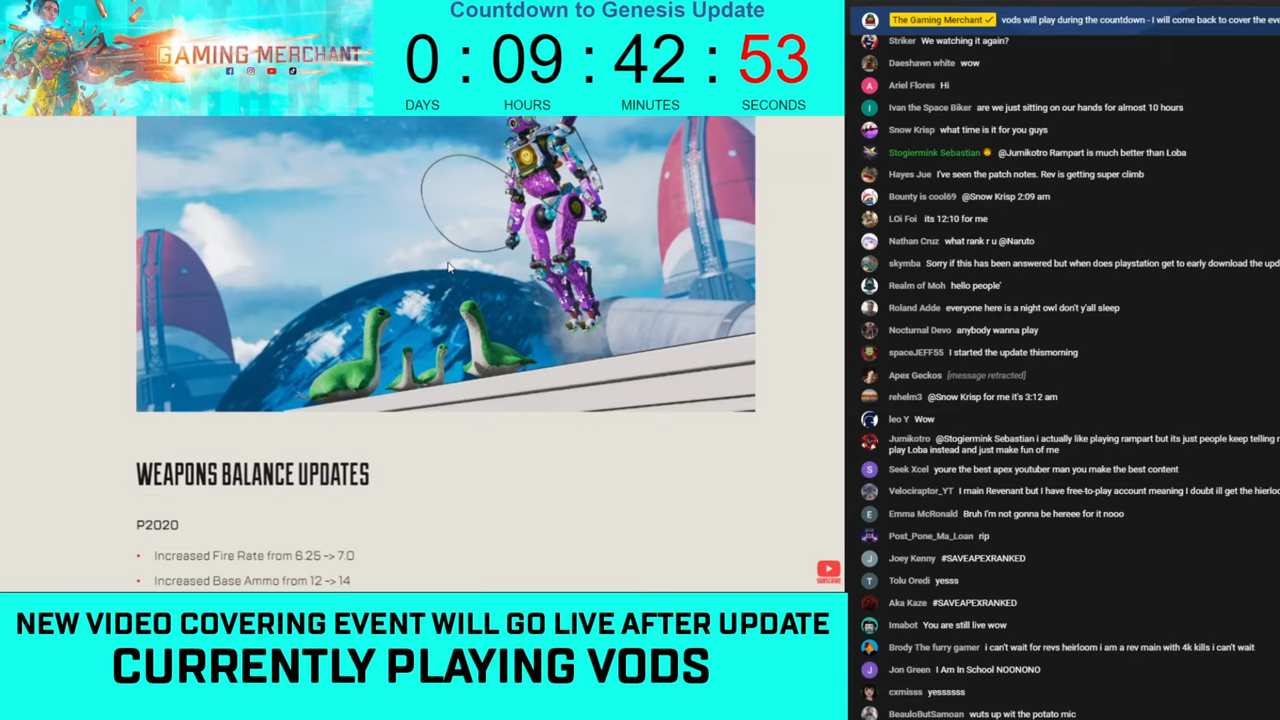 Countdown to Genesis Update
GAMING MERCHANT
0 : 09 : 42 : 53
DAYS HOURS MINUTES SECONDS
WEAPONS BALANCE UPDATES
P2020
• Increased Fire Rate from 6.25 -> 7.0
• Increased Base Ammo from 12 -> 14
SUBSCRIBE
NEW VIDEO COVERING EVENT WILL GO LIVE AFTER UPDATE
CURRENTLY PLAYING VODS
The Gaming Merchant vods will play during the countdown - I will come back to cover the eve
Striker We watching it again?
Daeshawn white wow
A Ariel Flores Hi
I Ivan the Space Biker are we just sitting on our hands for almost 10 hours
Snow Krisp what time is it for you guys
Stogiermink Sebastian @Jumikotro Rampart is much better than Loba
Hayes Jue I've seen the patch notes. Rev is getting super climb
Bounty is cool69 @Snow Krisp 2:09 am
LOi Foi its 12:10 for me
Nathan Cruz what rank r u @Naruto
skymba Sorry if this has been answered but when does playstation get to early download the upd
Realm of Moh hello people'
Roland Adde everyone here is a night owl don't y'all sleep
Nocturnal Devo anybody wanna play
spaceJEFF55 I started the update thismorning
Apex Geckos [message retracted]
rehelm3 @Snow Krisp for me it's 3:12 am
leo Y Wow
Jumikotro @Stogiermink Sebastian i actually like playing rampart but its just people keep telling
play Loba instead and just make fun of me
S Seek Xcel youre the best apex youtuber man you make the best content
Velociraptor_YT I main Revenant but I have free-to-play account meaning I doubt ill get the hierloo
E Emma McRonald Bruh I'm not gonna be hereee for it nooo
Post_Pone_Ma_Loan rip
Joey Kenny #SAVEAPEXRANKED
T Tolu Oredi yesss
Aka Kaze #SAVEAPEXRANKED
Imabot You are still live wow
Brody The furry gamer i can't wait for revs heirloom i am a rev main with 4k kills i can't wait
J Jon Green I Am In School NOONONO
cxmisss yessssss
BeauloButSamoan wuts up wit the potato mic